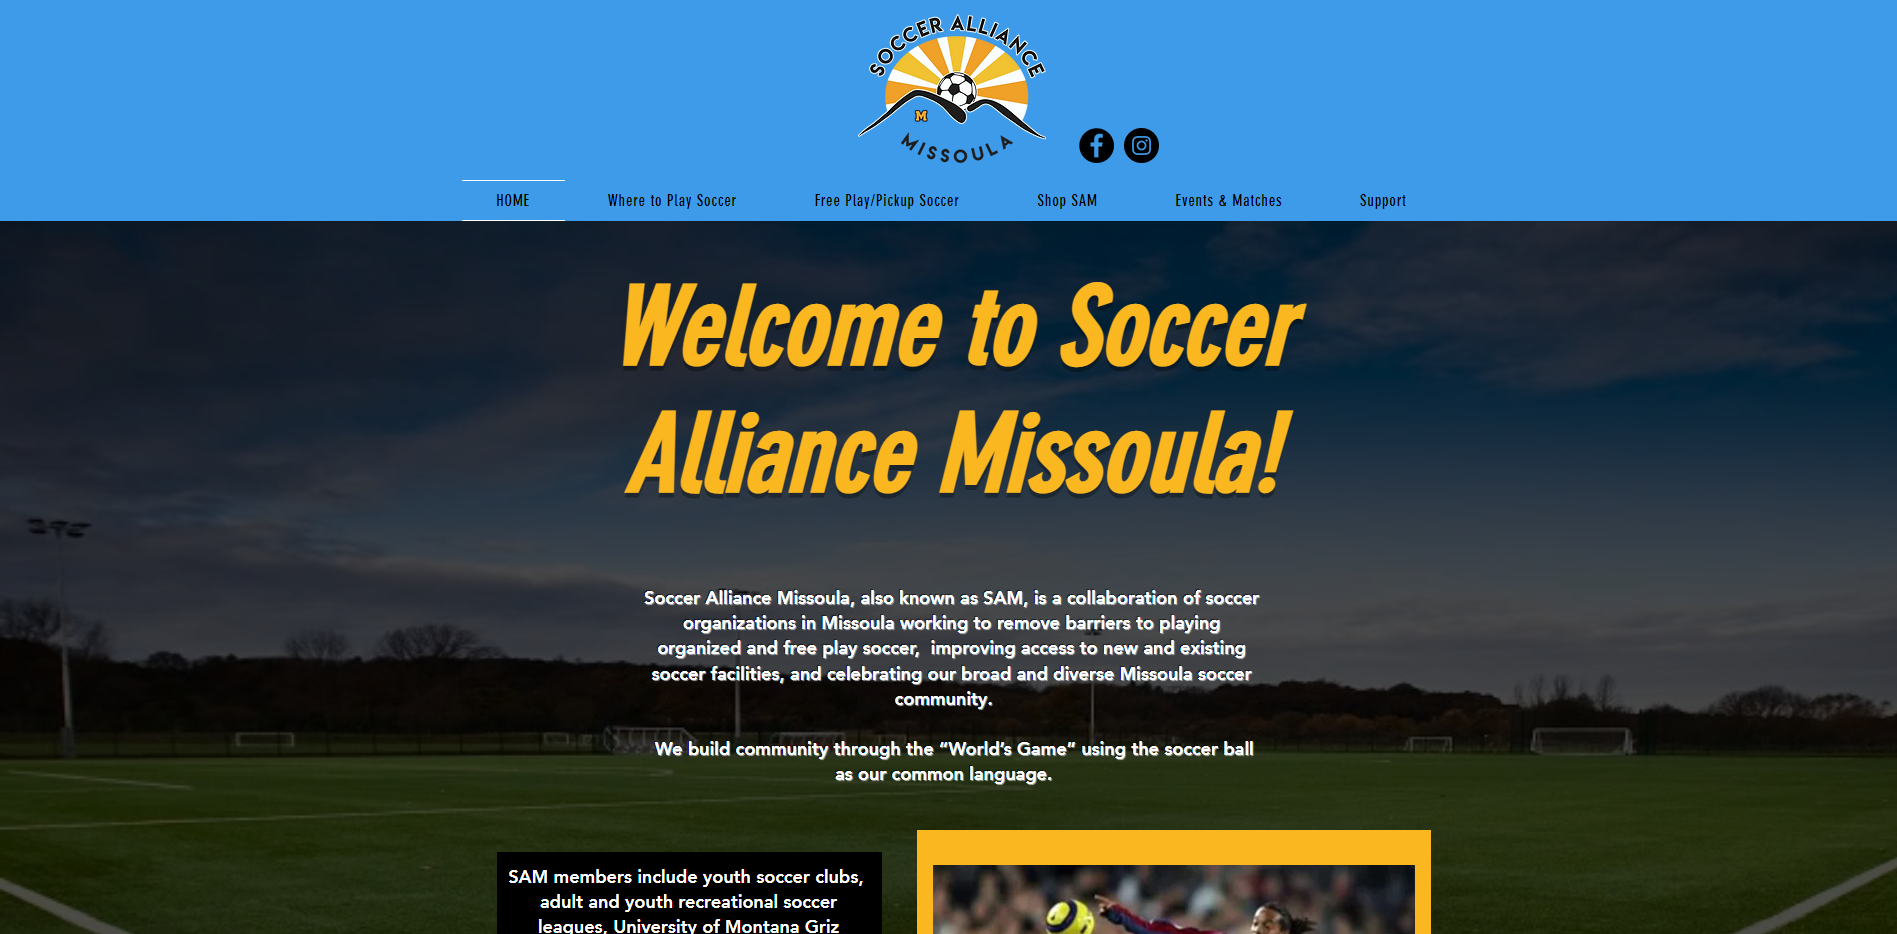 SOCCER ALLIANCE
M
MISSOULA
HOME
Where to Play Soccer
Free Play/Pickup Soccer
Shop SAM
Events & Matches
Support
Welcome to Soccer
Alliance Missoula!
Soccer Alliance Missoula, also known as SAM, is a collaboration of soccer
organizations in Missoula working to remove barriers to playing
organized and free play soccer,  improving access to new and existing
soccer facilities, and celebrating our broad and diverse Missoula soccer
community.
We build community through the “World’s Game” using the soccer ball
as our common language.
SAM members include youth soccer clubs,
adult and youth recreational soccer
leagues, University of Montana Griz